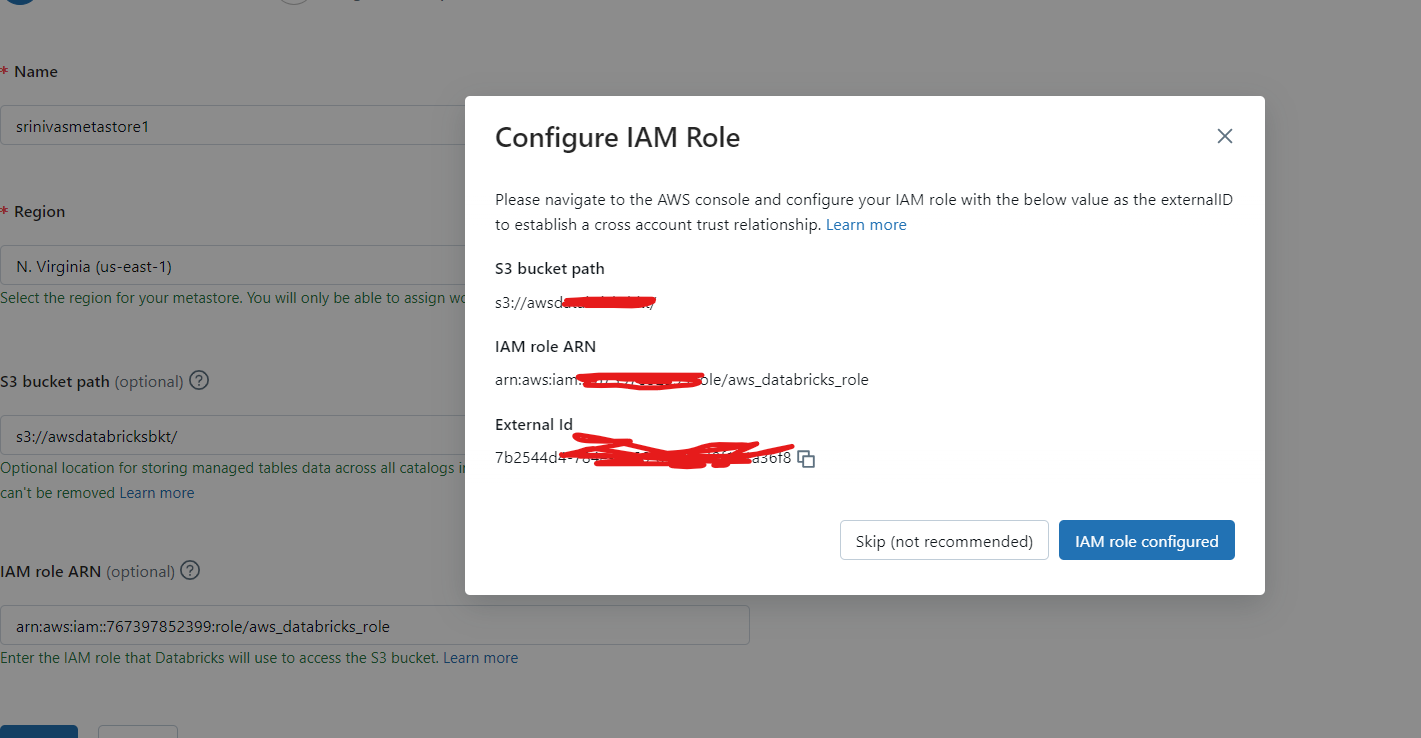 * Name
srinivasmetastore1
* Region
N. Virginia (us-east-1)
Select the region for your metastore. You will only be able to assign
S3 bucket path (optional)
s3://awsdatabricksbkt/
Optional location for storing managed tables data across all catalogs
can't be removed Learn more
IAM role ARN (optional)
arn:aws:iam::767397852399:role/aws_databricks_role
Enter the IAM role that Databricks will use to access the S3 bucket. Learn more
Configure IAM Role
Please navigate to the AWS console and configure your IAM role with the below value as the externalID
to establish a cross account trust relationship. Learn more
S3 bucket path
s3://awsd
IAM role ARN
arn:aws:iam: ole/aws_databricks_role
External Id
7b2544d4- a36f8
Skip (not recommended)
IAM role configured